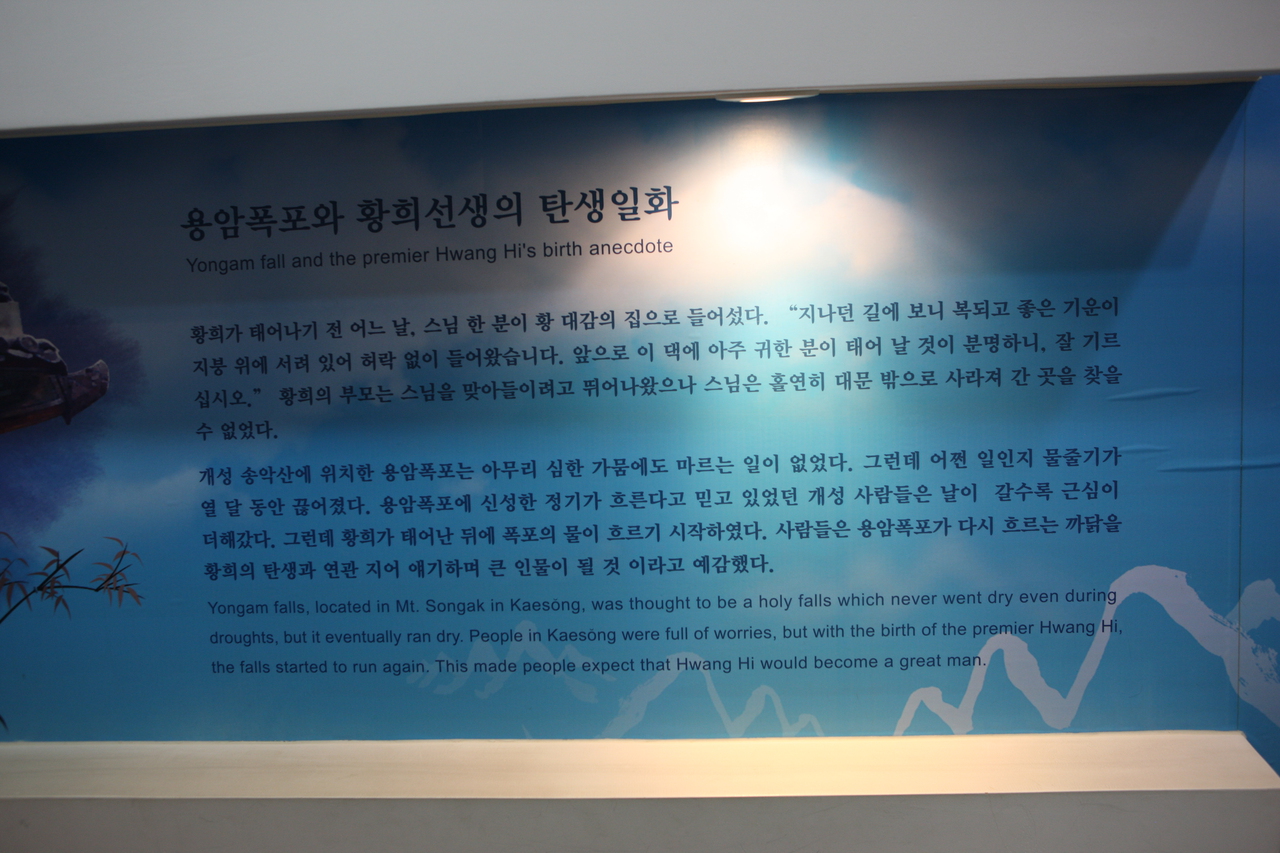 용암폭포와 황희선생의 탄생일화
Yongam fall and the premier Hwang Hi's birth anecdote
황희가 태어나기 전 어느 날, 스님 한 분이 황 대감의 집으로 들어섰다. “지나던 길에 보니 복되고 좋은 기운이
지붕 위에 서려 있어 허락 없이 들어왔습니다. 앞으로 이 댁에 아주 귀한 분이 태어 날 것이 분명하니, 잘 기르
십시오.” 황희의 부모는 스님을 맞아들이려고 뛰어나왔으나 스님은 홀연히 대문 밖으로 사라져 간 곳을 찾을
수 없었다.
개성 송악산에 위치한 용암폭포는 아무리 심한 가뭄에도 마르는 일이 없었다. 그런데 어쩐 일인지 물줄기가
열 달 동안 끊어졌다. 용암폭포에 신성한 정기가 흐른다고 믿고 있었던 개성 사람들은 날이 갈수록 근심이
더해갔다. 그런데 황희가 태어난 뒤에 폭포의 물이 흐르기 시작하였다. 사람들은 용암폭포가 다시 흐르는 까닭을
황희의 탄생과 연관 지어 얘기하며 큰 인물이 될 것 이라고 예감했다.
Yongam falls, located in Mt. Songak in Kaesŏng, was thought to be a holy falls which never went dry even during
droughts, but it eventually ran dry. People in Kaesŏng were full of worries, but with the birth of the premier Hwang Hi,
the falls started to run again. This made people expect that Hwang Hi would become a great man.